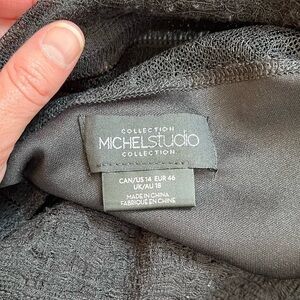 COLLECTION
MICHELSTUDIO
COLLECTION
CAN/US 14 EUR 46
UK/AU 18
MADE IN CHINA
FABRIQUÉ EN CHINE